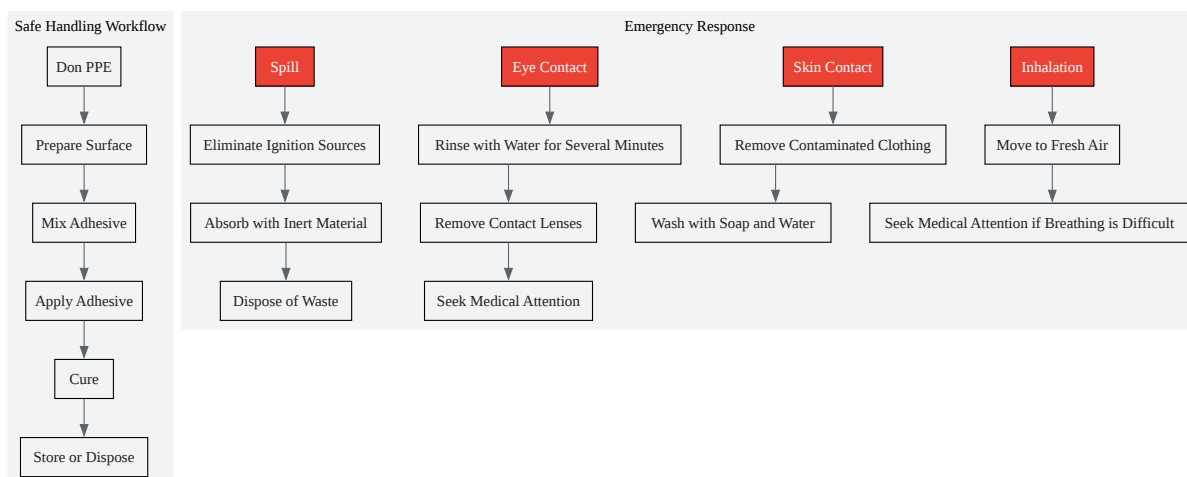 Safe Handling Workflow
Don PPE
Prepare Surface
Mix Adhesive
Apply Adhesive
Cure
Store or Dispose
Emergency Response
Spill
Eliminate Ignition Sources
Absorb with Inert Material
Dispose of Waste
Eye Contact
Rinse with Water for Several Minutes
Remove Contact Lenses
Seek Medical Attention
Skin Contact
Remove Contaminated Clothing
Wash with Soap and Water
Inhalation
Move to Fresh Air
Seek Medical Attention if Breathing is Difficult